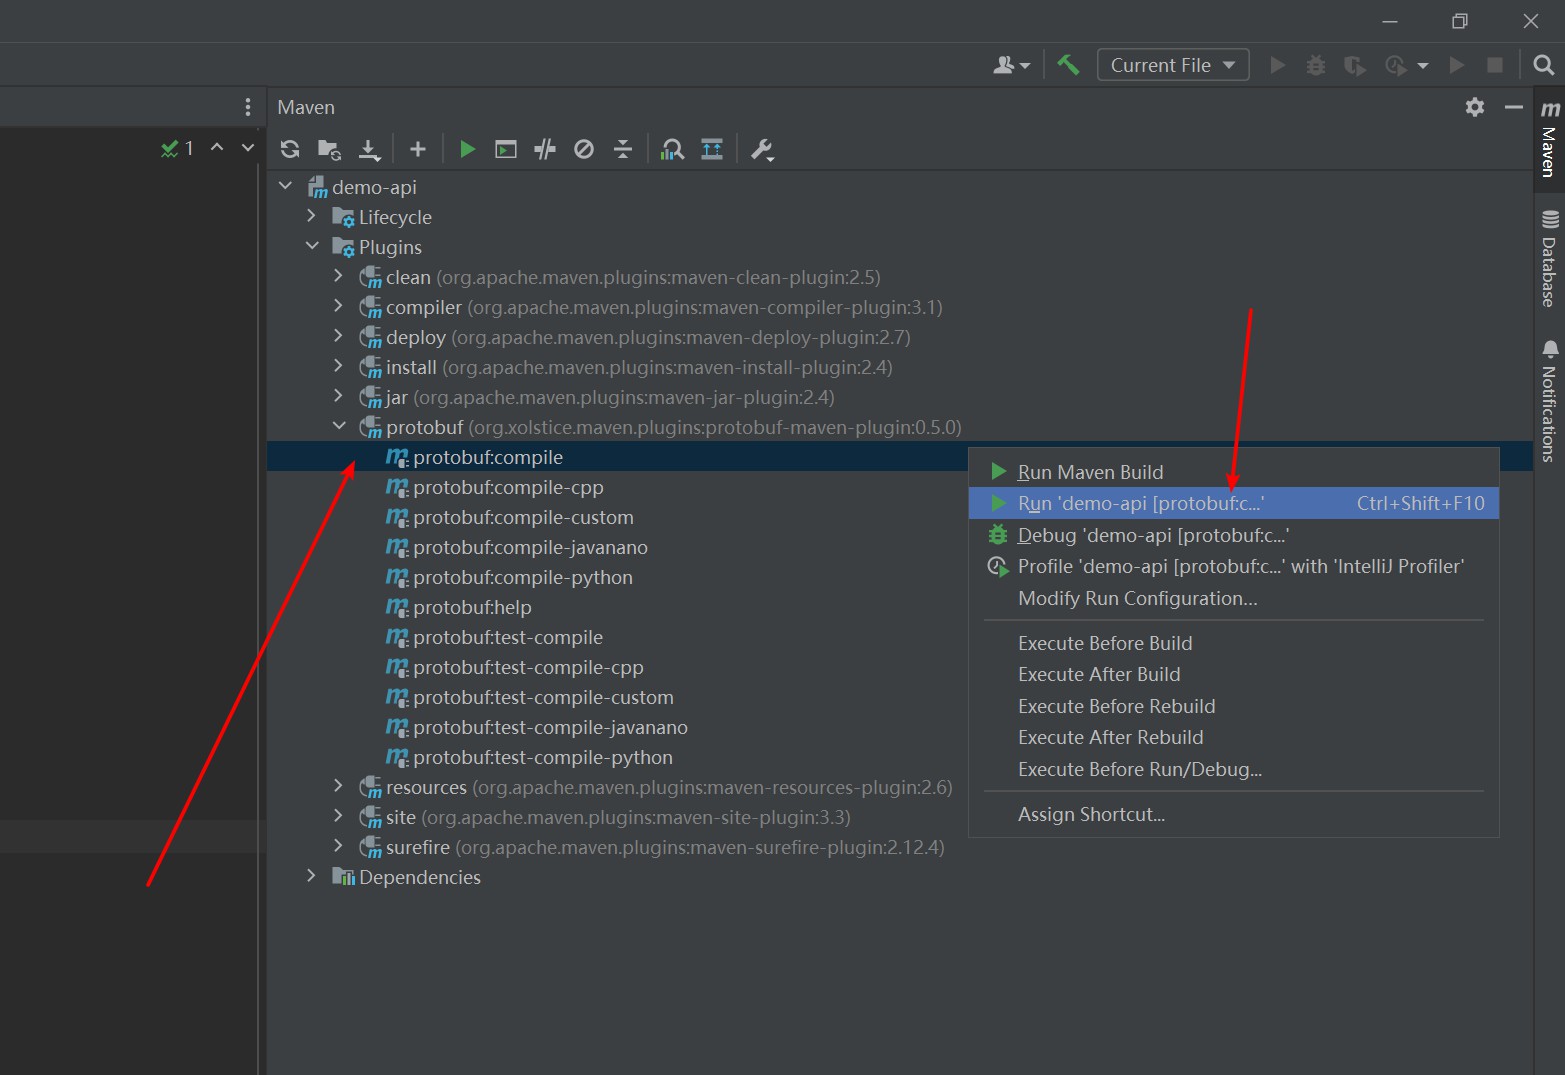 Current File
Maven
1
demo-api
Lifecycle
Plugins
clean (org.apache.maven.plugins:maven-clean-plugin:2.5)
compiler (org.apache.maven.plugins:maven-compiler-plugin:3.1)
deploy (org.apache.maven.plugins:maven-deploy-plugin:2.7)
install (org.apache.maven.plugins:maven-install-plugin:2.4)
jar (org.apache.maven.plugins:maven-jar-plugin:2.4)
protobuf (org.xolstice.maven.plugins:protobuf-maven-plugin:0.5.0)
protobuf:compile
protobuf:compile-cpp
protobuf:compile-custom
protobuf:compile-javanano
protobuf:compile-python
protobuf:help
protobuf:test-compile
protobuf:test-compile-cpp
protobuf:test-compile-custom
protobuf:test-compile-javanano
protobuf:test-compile-python
resources (org.apache.maven.plugins:maven-resources-plugin:2.6)
site (org.apache.maven.plugins:maven-site-plugin:3.3)
surefire (org.apache.maven.plugins:maven-surefire-plugin:2.12.4)
Dependencies
Run Maven Build
Run 'demo-api [protobuf:c...' Ctrl+Shift+F10
Debug 'demo-api [protobuf:c...'
Profile 'demo-api [protobuf:c...' with 'IntelliJ Profiler'
Modify Run Configuration...
Execute Before Build
Execute After Build
Execute Before Rebuild
Execute After Rebuild
Execute Before Run/Debug...
Assign Shortcut...
Maven
Database
Notifications